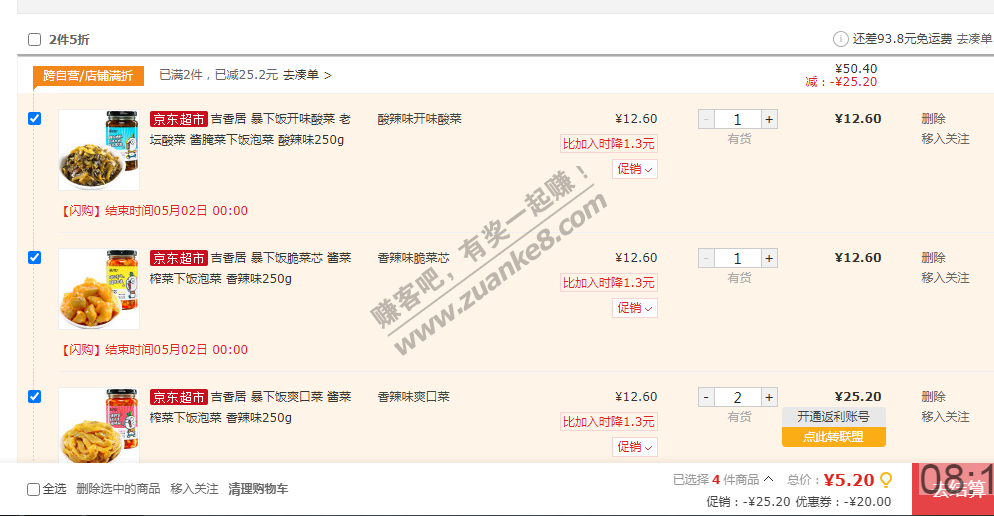 2件5折
还差93.8元免运费 去凑单
跨自营/店铺满折 已满2件，已减25.2元 去凑单 >
¥50.40
减：-¥25.20
京东超市 吉香居 暴下饭开味酸菜 老坛酸菜 酱腌菜下饭泡菜 酸辣味250g
酸辣味开味酸菜
¥12.60
比加入时降1.3元
促销
- 1 +
有货
¥12.60
删除
移入关注
【闪购】结束时间05月02日 00:00
京东超市 吉香居 暴下饭脆菜芯 酱菜榨菜下饭泡菜 香辣味250g
香辣味脆菜芯
¥12.60
比加入时降1.3元
促销
- 1 +
有货
¥12.60
删除
移入关注
【闪购】结束时间05月02日 00:00
京东超市 吉香居 暴下饭爽口菜 酱菜榨菜下饭泡菜 香辣味250g
香辣味爽口菜
¥12.60
比加入时降1.3元
促销
- 2 +
有货
¥25.20
开通返利账号
点此转联盟
删除
移入关注
赚客吧，有奖一起赚！
www.zuanke8.com
全选 删除选中的商品 移入关注 清理购物车
已选择 4 件商品 总价：¥5.20
促销：-¥25.20 优惠券：-¥20.00
去结算
08:1